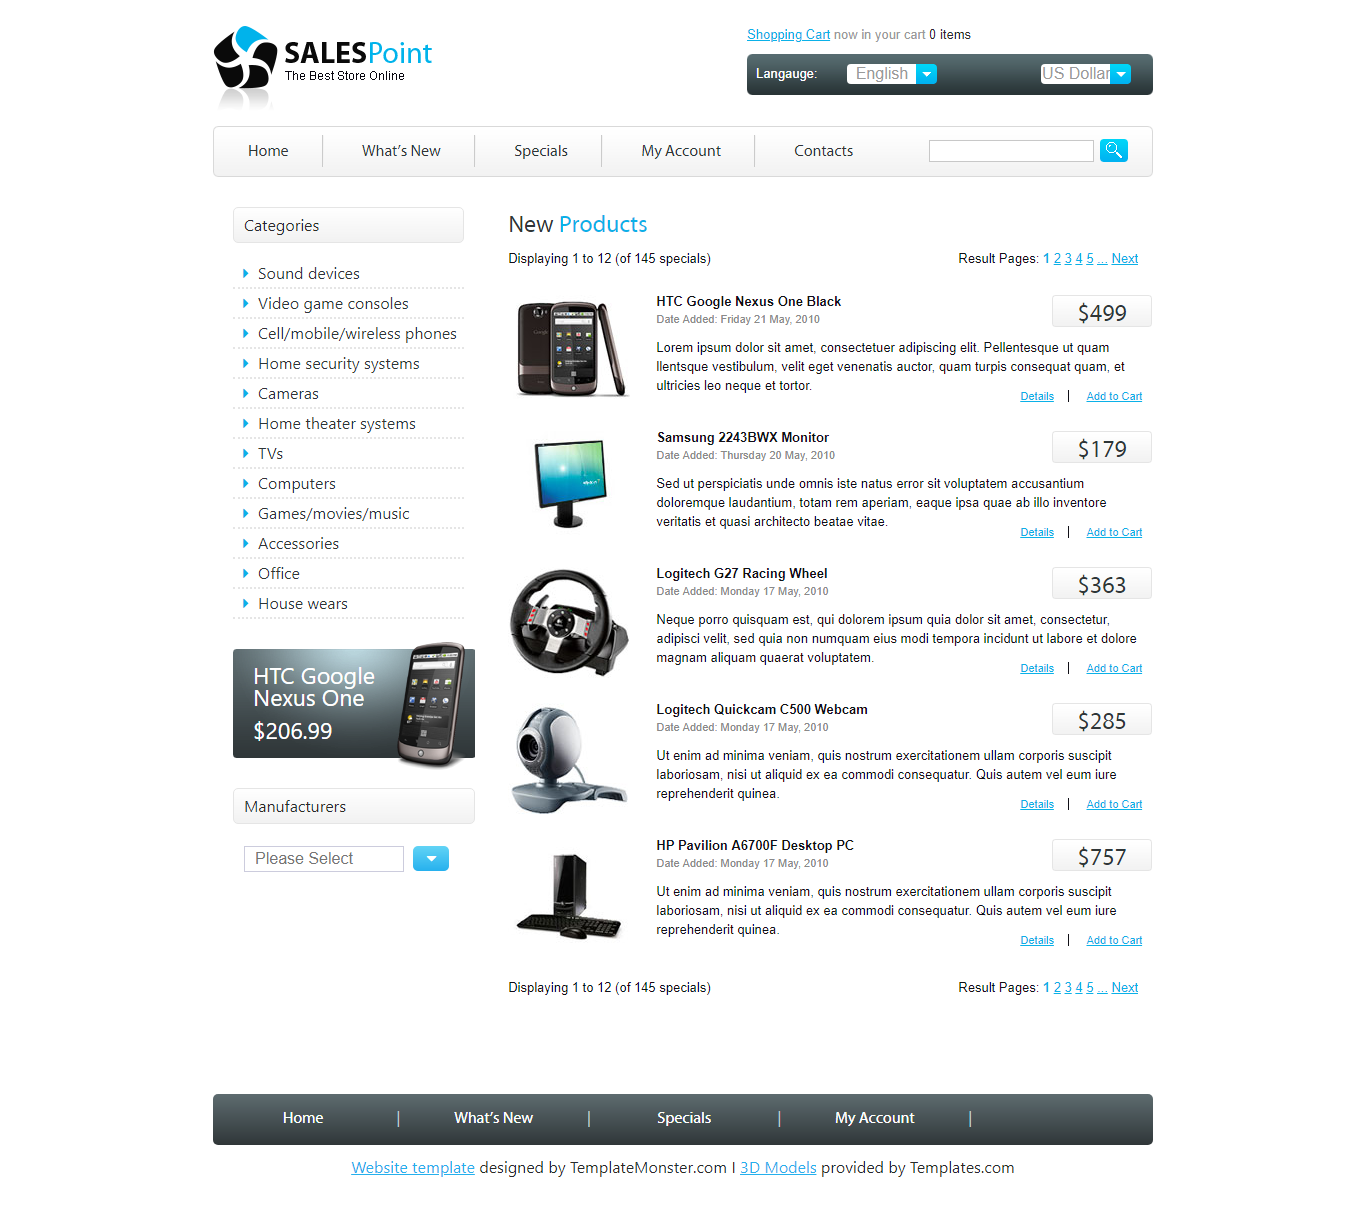 SALESPoint
The Best Store Online
Shopping Cart now in your cart 0 items
Langauge: English US Dollar
Home What's New Specials My Account Contacts
Categories
Sound devices
Video game consoles
Cell/mobile/wireless phones
Home security systems
Cameras
Home theater systems
TVs
Computers
Games/movies/music
Accessories
Office
House wears
HTC Google
Nexus One
$206.99
Manufacturers
Please Select
New Products
Displaying 1 to 12 (of 145 specials) Result Pages: 1 2 3 4 5 ... Next
HTC Google Nexus One Black
Date Added: Friday 21 May, 2010
$499
Lorem ipsum dolor sit amet, consectetuer adipiscing elit. Pellentesque ut quam
llentsque vestibulum, velit eget venenatis auctor, quam turpis consequat quam, et
ultricies leo neque et tortor.
Details | Add to Cart
Samsung 2243BWX Monitor
Date Added: Thursday 20 May, 2010
$179
Sed ut perspiciatis unde omnis iste natus error sit voluptatem accusantium
doloremque laudantium, totam rem aperiam, eaque ipsa quae ab illo inventore
veritatis et quasi architecto beatae vitae.
Details | Add to Cart
Logitech G27 Racing Wheel
Date Added: Monday 17 May, 2010
$363
Neque porro quisquam est, qui dolorem ipsum quia dolor sit amet, consectetur,
adipisci velit, sed quia non numquam eius modi tempora incidunt ut labore et dolore
magnam aliquam quaerat voluptatem.
Details | Add to Cart
Logitech Quickcam C500 Webcam
Date Added: Monday 17 May, 2010
$285
Ut enim ad minima veniam, quis nostrum exercitationem ullam corporis suscipit
laboriosam, nisi ut aliquid ex ea commodi consequatur. Quis autem vel eum iure
reprehenderit quinea.
Details | Add to Cart
HP Pavilion A6700F Desktop PC
Date Added: Monday 17 May, 2010
$757
Ut enim ad minima veniam, quis nostrum exercitationem ullam corporis suscipit
laboriosam, nisi ut aliquid ex ea commodi consequatur. Quis autem vel eum iure
reprehenderit quinea.
Details | Add to Cart
Displaying 1 to 12 (of 145 specials) Result Pages: 1 2 3 4 5 ... Next
Home | What's New | Specials | My Account |
Website template designed by TemplateMonster.com I 3D Models provided by Templates.com